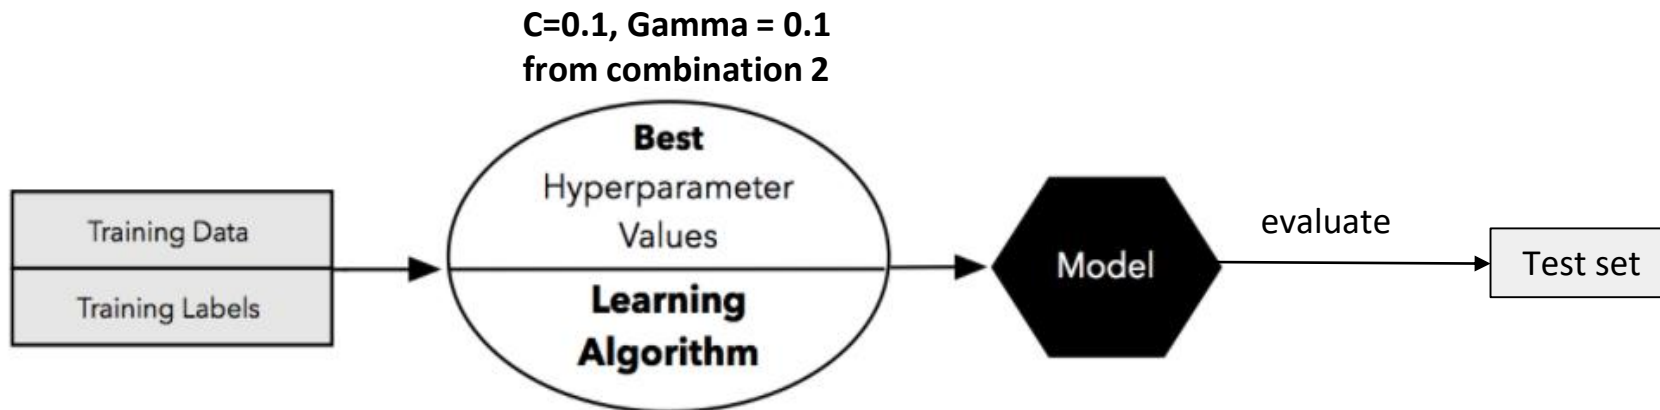 C=0.1, Gamma = 0.1
from combination 2
Training Data
Training Labels
Best
Hyperparameter
Values
Learning
Algorithm
Model
evaluate
Test set